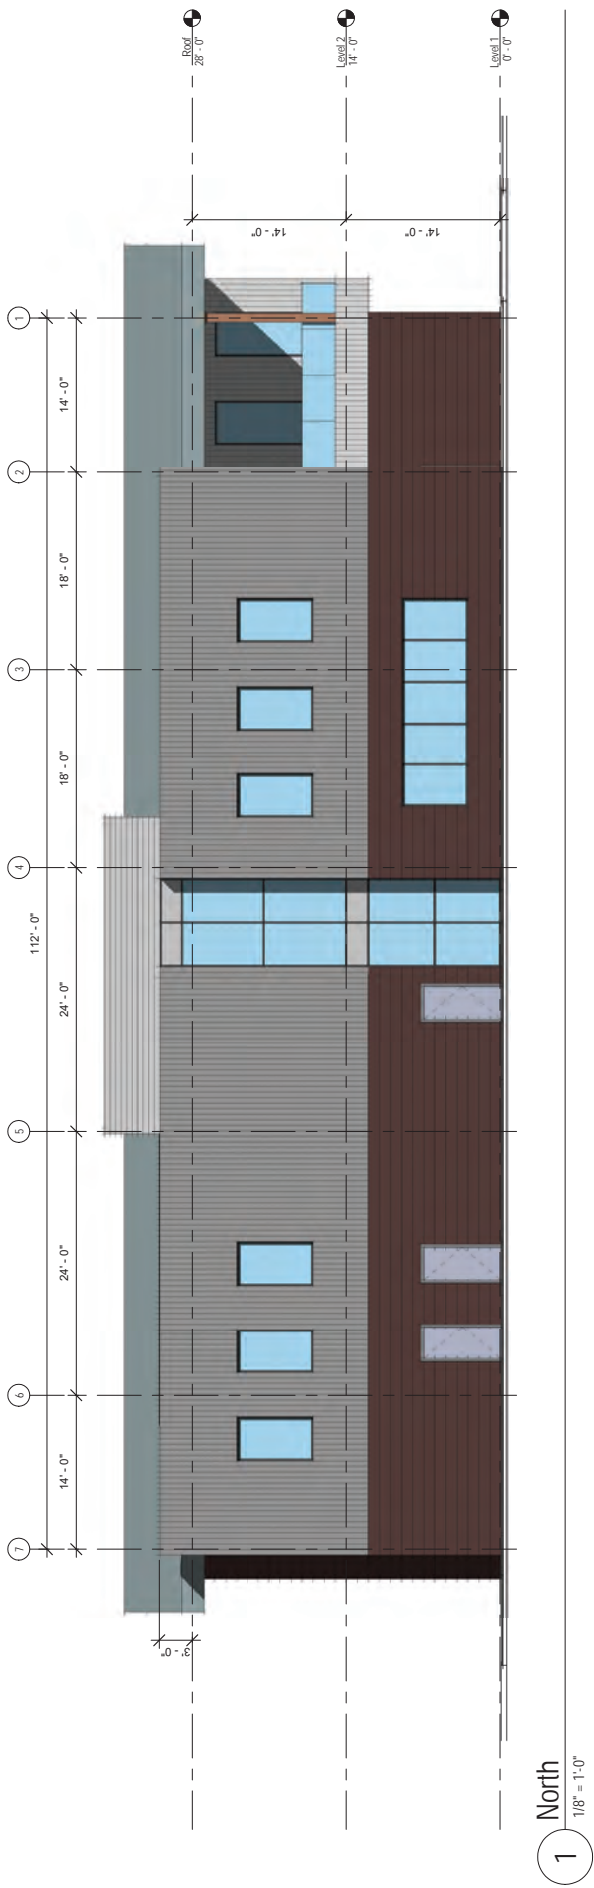 7
6
5
4
3
2
1
112' - 0"
14' - 0"
24' - 0"
24' - 0"
18' - 0"
18' - 0"
14' - 0"
3' - 0"
14' - 0"
14' - 0"
Roof
28' - 0"
Level 2
14' - 0"
Level 1
0' - 0"
1
North
1/8" = 1'-0"